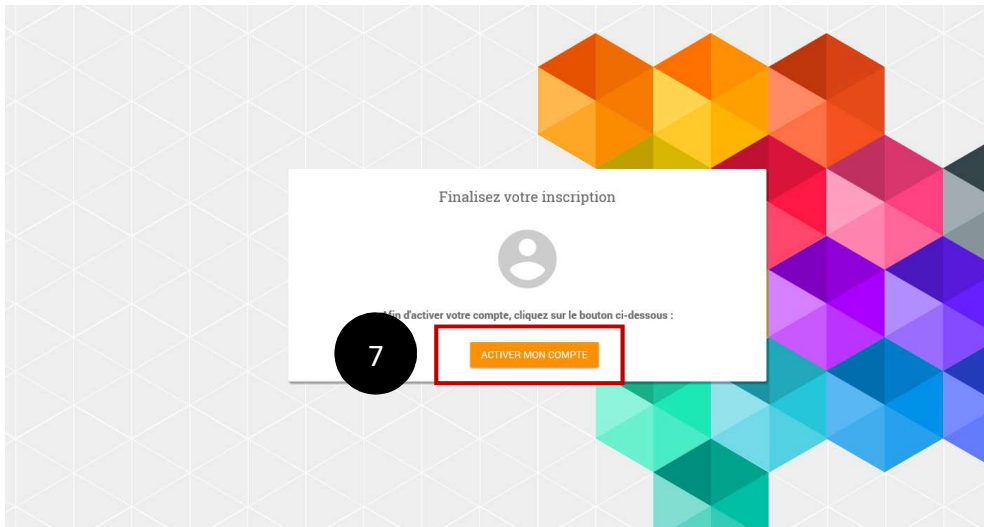 Finalisez votre inscription
fin d'activer votre compte, cliquez sur le bouton ci-dessous :
7
ACTIVER MON COMPTE